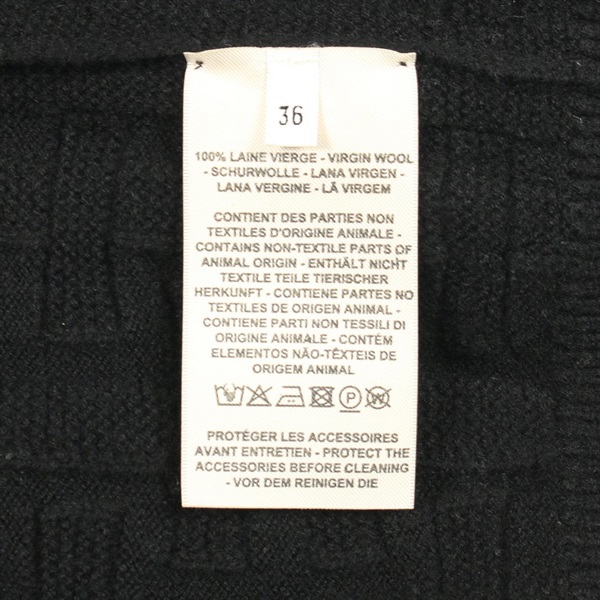 36
100% LAINE VIERGE - VIRGIN WOOL
- SCHURWOLLE - LANA VIRGEN -
LANA VERGINE - LÃ VIRGEM
CONTIENT DES PARTIES NON
TEXTILES D'ORIGINE ANIMALE -
CONTAINS NON-TEXTILE PARTS OF
ANIMAL ORIGIN - ENTHÄLT NICHT
TEXTILE TEILE TIERISCHER
HERKUNFT - CONTIENE PARTES NO
TEXTILES DE ORIGEN ANIMAL -
CONTIENE PARTI NON TESSILI DI
ORIGINE ANIMALE - CONTÉM
ELEMENTOS NÃO-TÊXTEIS DE
ORIGEM ANIMAL
P
W
PROTÉGER LES ACCESSOIRES
AVANT ENTRETIEN - PROTECT THE
ACCESSORIES BEFORE CLEANING
- VOR DEM REINIGEN DIE